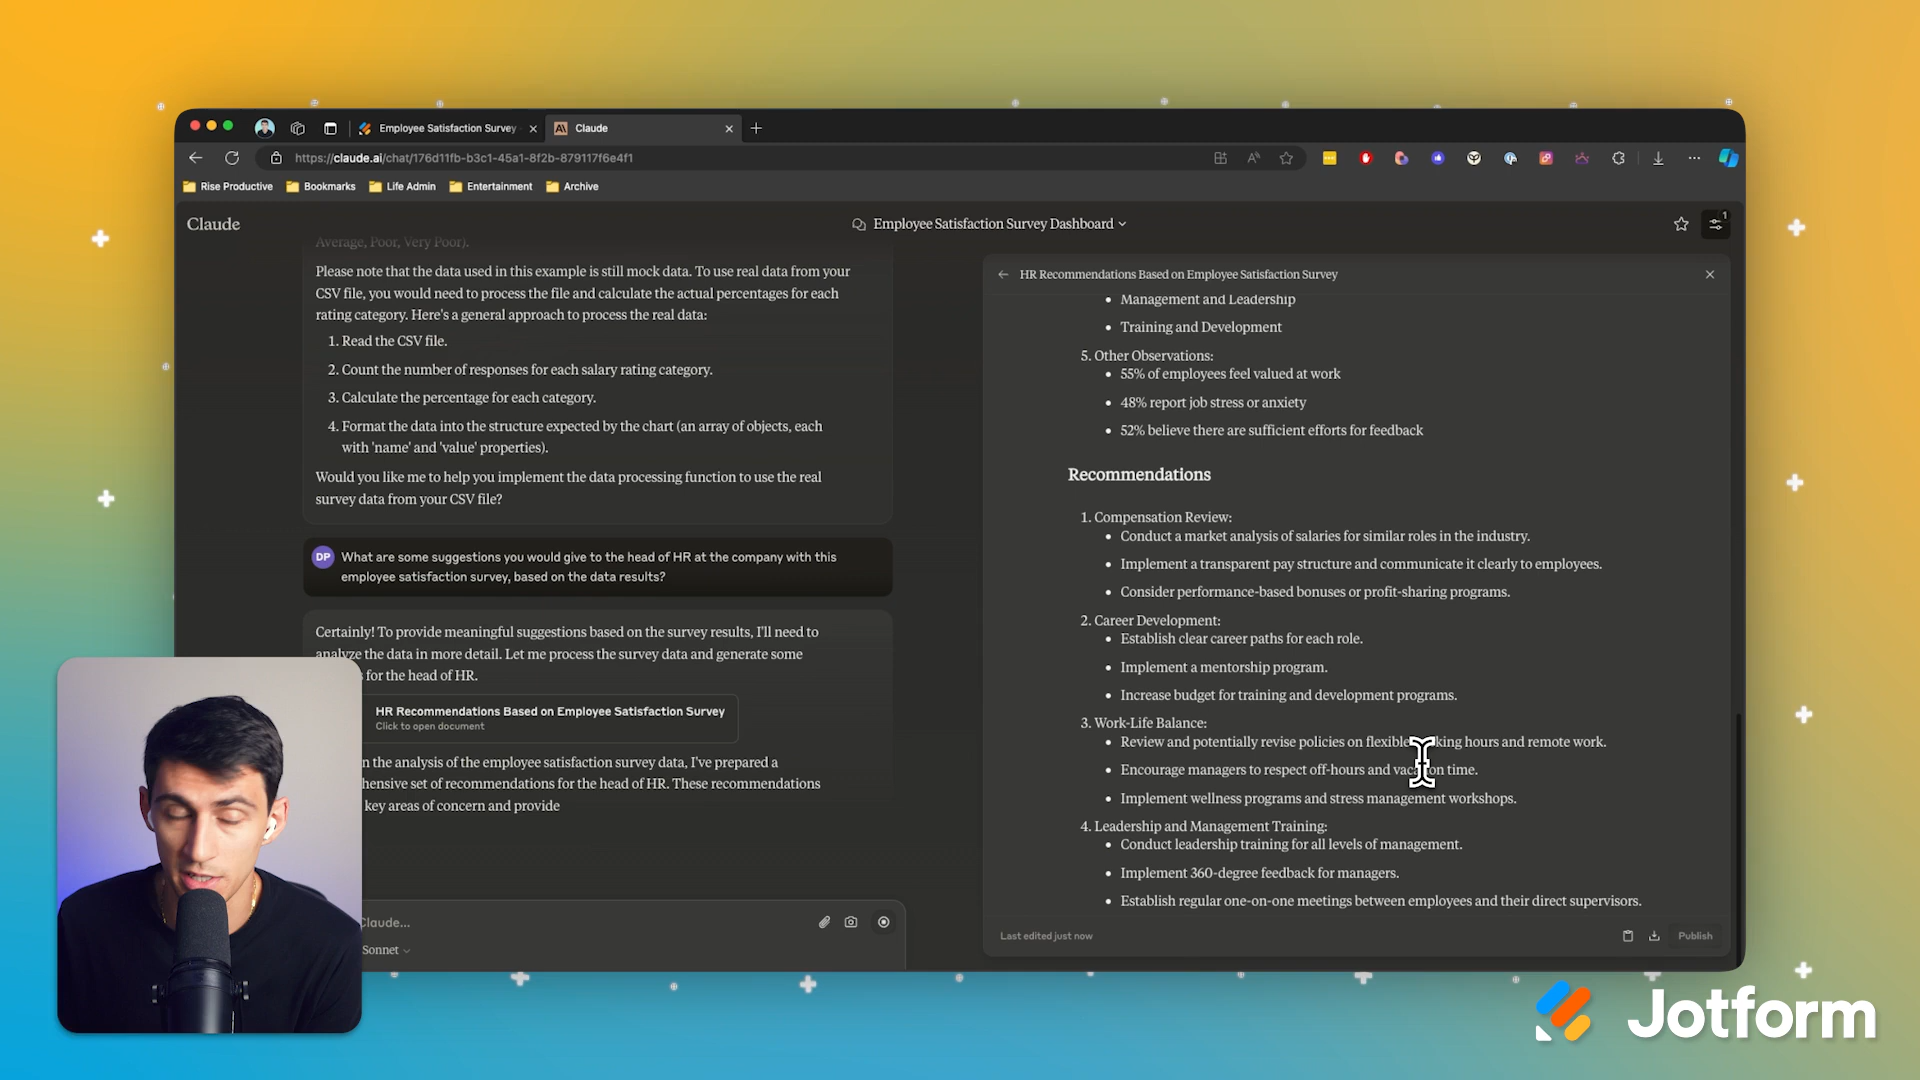 Employee Satisfaction Survey
Claude
https://claude.ai/chat/176d11fb-b3c1-45a1-8f2b-879117f6e4f1
Rise Productive
Bookmarks
Life Admin
Entertainment
Archive
Claude
Employee Satisfaction Survey Dashboard
1
Average, Poor, Very Poor).
Please note that the data used in this example is still mock data. To use real data from your
CSV file, you would need to process the file and calculate the actual percentages for each
rating category. Here's a general approach to process the real data:
1. Read the CSV file.
2. Count the number of responses for each salary rating category.
3. Calculate the percentage for each category.
4. Format the data into the structure expected by the chart (an array of objects, each
with 'name' and 'value' properties).
Would you like me to help you implement the data processing function to use the real
survey data from your CSV file?
DP
What are some suggestions you would give to the head of HR at the company with this
employee satisfaction survey, based on the data results?
Certainly! To provide meaningful suggestions based on the survey results, I'll need to
analyze the data in more detail. Let me process the survey data and generate some
for the head of HR.
HR Recommendations Based on Employee Satisfaction Survey
Click to open document
the analysis of the employee satisfaction survey data, I've prepared a
set of recommendations for the head of HR. These recommendations
key areas of concern and provide
Claude...
Sonnet
HR Recommendations Based on Employee Satisfaction Survey
• Management and Leadership
• Training and Development
5. Other Observations:
• 55% of employees feel valued at work
• 48% report job stress or anxiety
• 52% believe there are sufficient efforts for feedback
Recommendations
1. Compensation Review:
• Conduct a market analysis of salaries for similar roles in the industry.
• Implement a transparent pay structure and communicate it clearly to employees.
• Consider performance-based bonuses or profit-sharing programs.
2. Career Development:
• Establish clear career paths for each role.
• Implement a mentorship program.
• Increase budget for training and development programs.
3. Work-Life Balance:
• Review and potentially revise policies on flexible hours and remote work.
• Encourage managers to respect off-hours and vacation time.
• Implement wellness programs and stress management workshops.
4. Leadership and Management Training:
• Conduct leadership training for all levels of management.
• Implement 360-degree feedback for managers.
• Establish regular one-on-one meetings between employees and their direct supervisors.
Last edited just now
Publish
Jotform